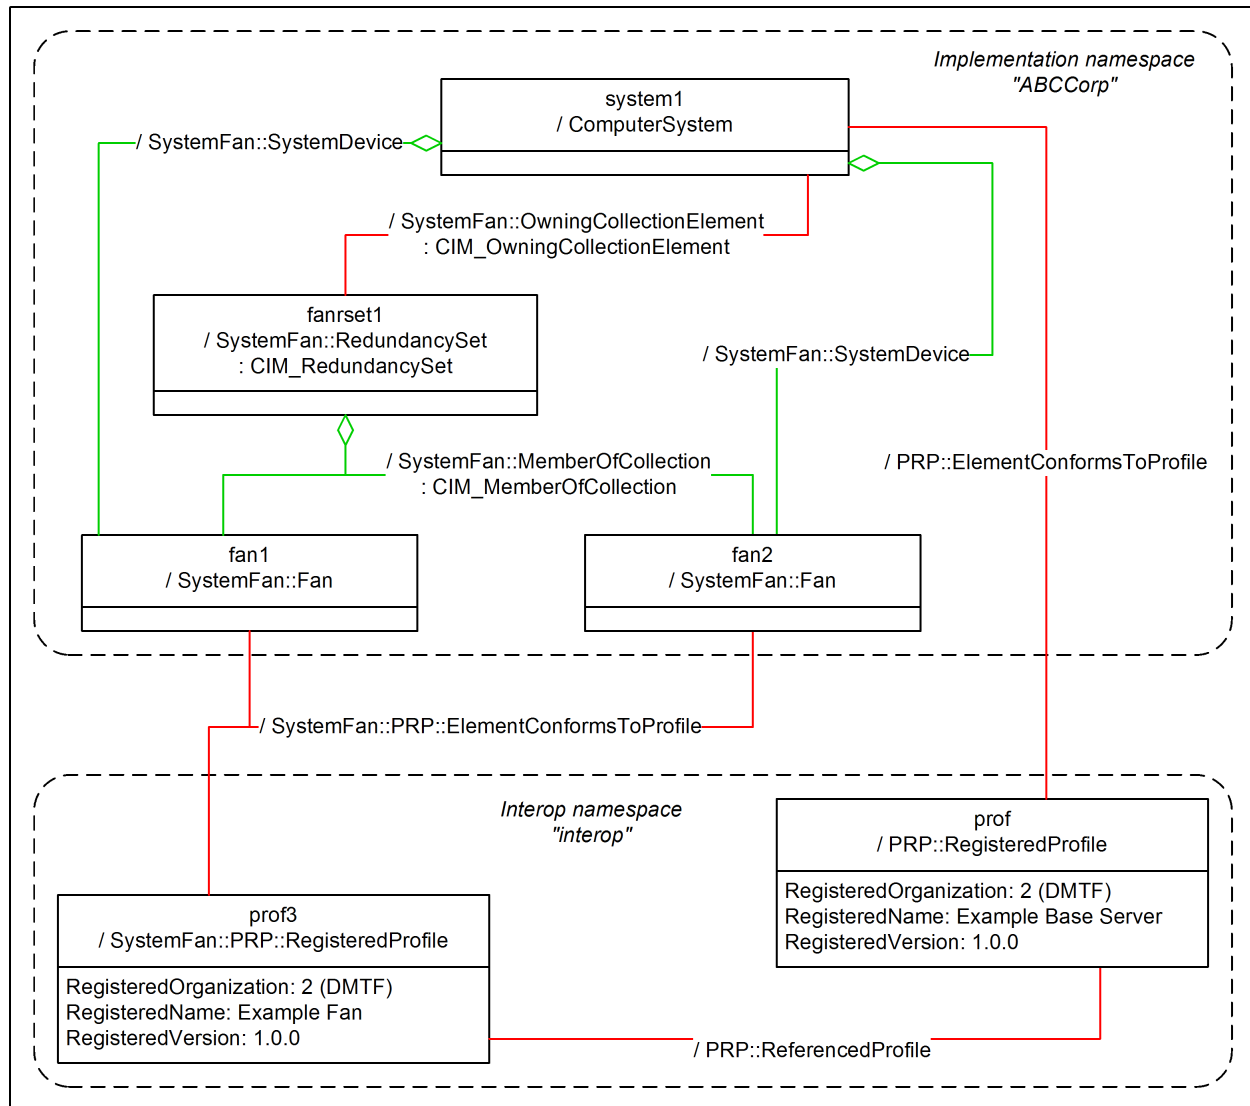 Implementation namespace
"ABCCorp"
system1
/ ComputerSystem
/ SystemFan::SystemDevice
/ SystemFan::OwningCollectionElement
: CIM_OwningCollectionElement
fanrset1
/ SystemFan::RedundancySet
: CIM_RedundancySet
/ SystemFan::SystemDevice
/ SystemFan::MemberOfCollection
: CIM_MemberOfCollection
/ PRP::ElementConformsToProfile
fan1
/ SystemFan::Fan
fan2
/ SystemFan::Fan
/ SystemFan::PRP::ElementConformsToProfile
Interop namespace
"interop"
prof
/ PRP::RegisteredProfile
RegisteredOrganization: 2 (DMTF)
RegisteredName: Example Base Server
RegisteredVersion: 1.0.0
prof3
/ SystemFan::PRP::RegisteredProfile
RegisteredOrganization: 2 (DMTF)
RegisteredName: Example Fan
RegisteredVersion: 1.0.0
/ PRP::ReferencedProfile